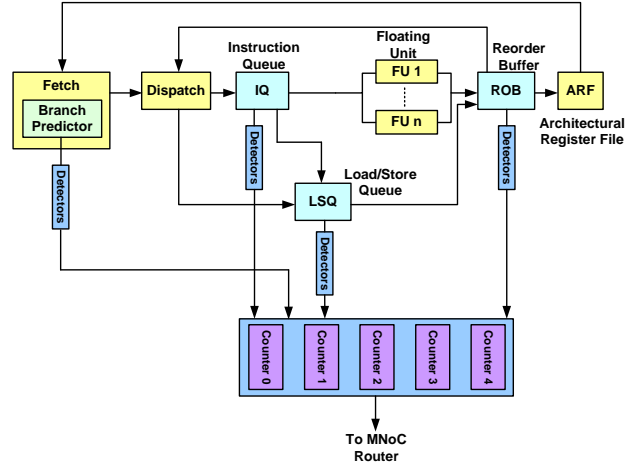 Instruction
Queue
Floating
Unit
Reorder
Buffer
Fetch
Branch
Predictor
Dispatch
IQ
FU 1
FU n
ROB
ARF
Architectural
Register File
Detectors
Detectors
Detectors
Load/Store
Queue
LSQ
Detectors
Counter 0
Counter 1
Counter 2
Counter 3
Counter 4
To MNoC
Router